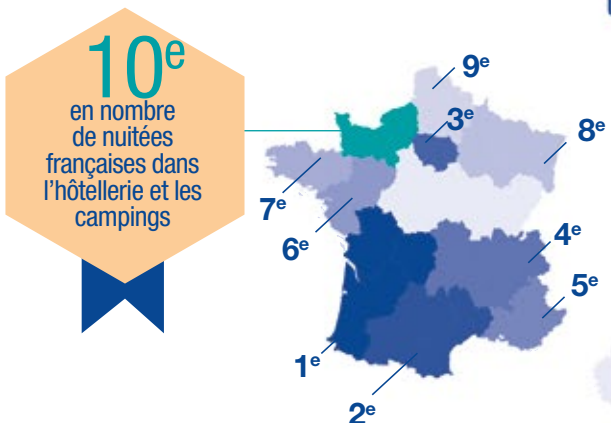 10e
en nombre
de nuitées
françaises dans
l'hôtellerie et les
campings
9e
3e
8e
7e
6e
4e
5e
1e
2e